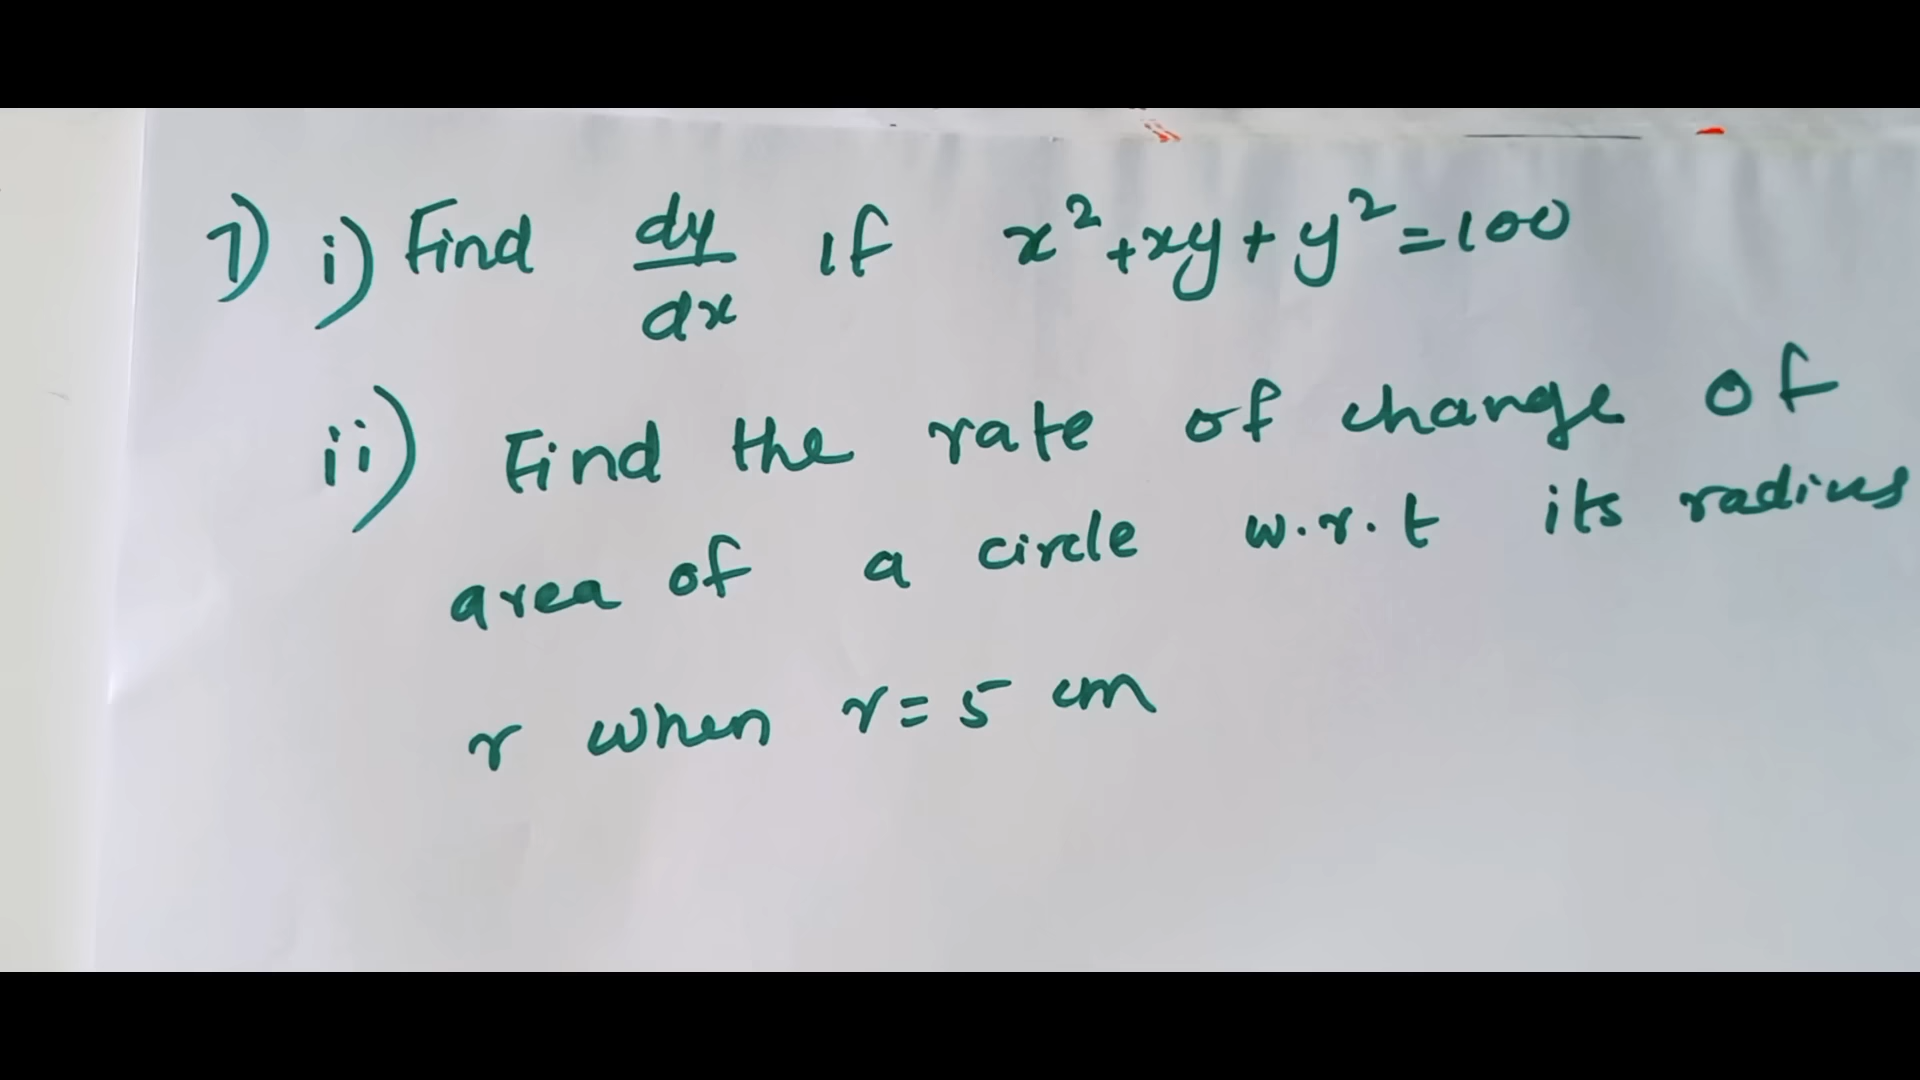 7) i) Find dy/dx if x²+xy+y²=100
ii) Find the rate of change of
area of a circle w.r.t its radius
r when r=5 cm